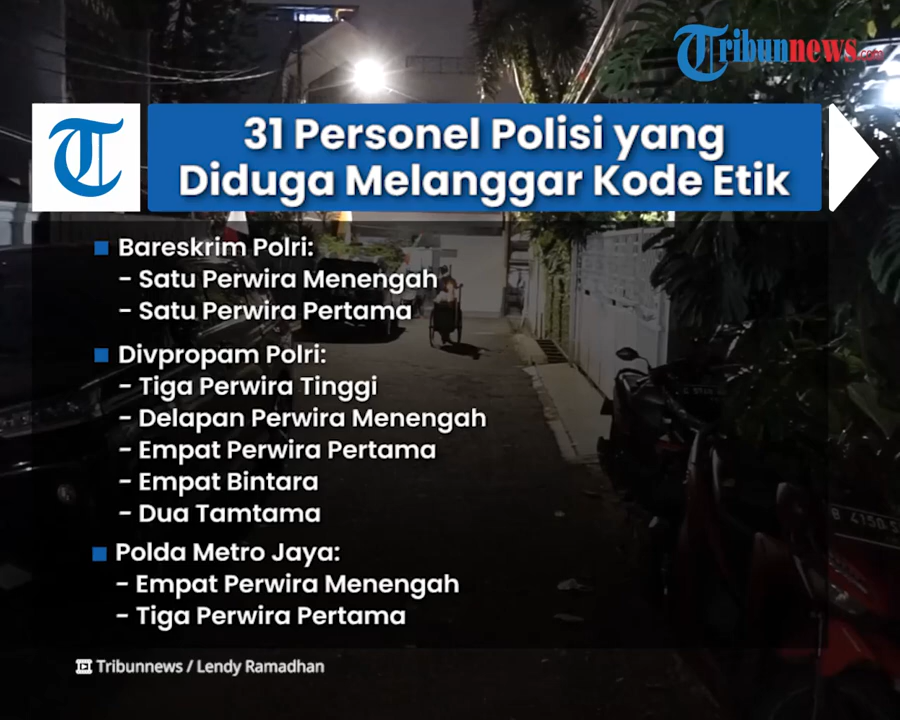 Tribunnews.com
T
31 Personel Polisi yang
Diduga Melanggar Kode Etik
Bareskrim Polri:
- Satu Perwira Menengah
- Satu Perwira Pertama
Divpropam Polri:
- Tiga Perwira Tinggi
- Delapan Perwira Menengah
- Empat Perwira Pertama
- Empat Bintara
- Dua Tamtama
Polda Metro Jaya:
- Empat Perwira Menengah
- Tiga Perwira Pertama
Tribunnews / Lendy Ramadhan